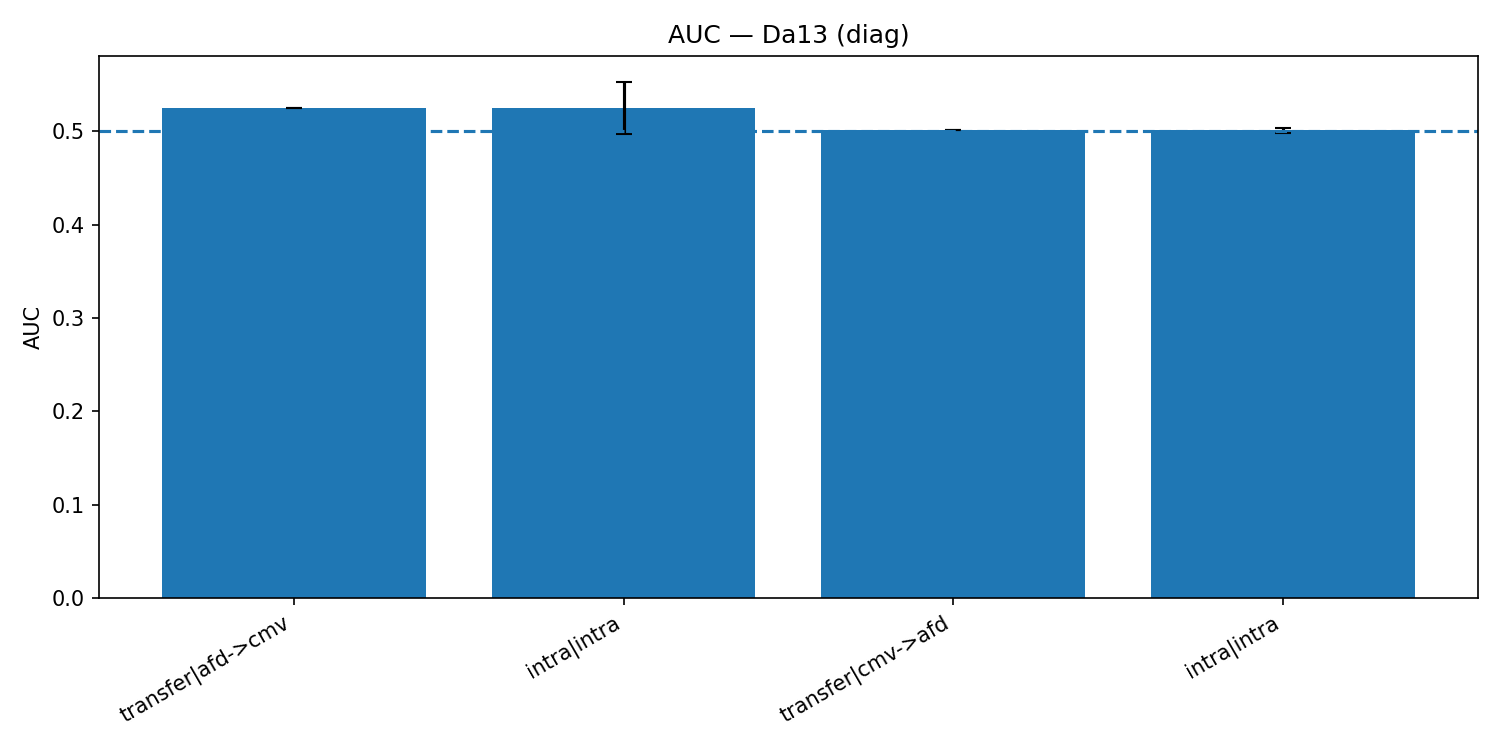 AUC — Da13 (diag)
AUC
0.5
0.4
0.3
0.2
0.1
0.0
transfer|afd->cmv
intra|intra
transfer|cmv->afd
intra|intra